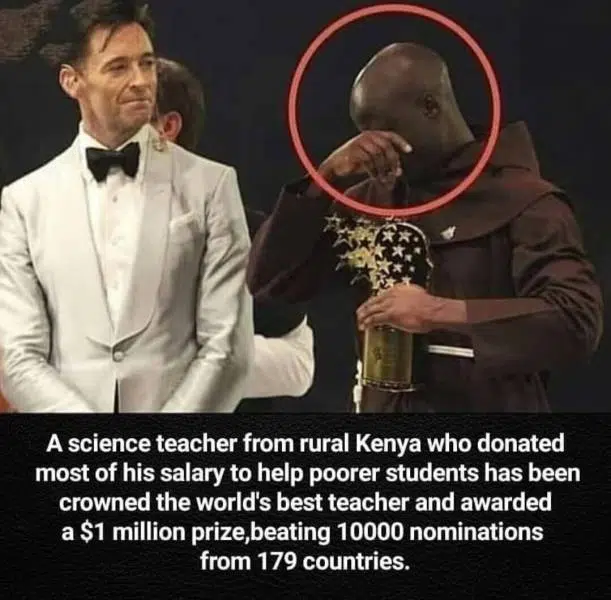 A science teacher from rural Kenya who donated
most of his salary to help poorer students has been
crowned the world's best teacher and awarded
a $1 million prize,beating 10000 nominations
from 179 countries.